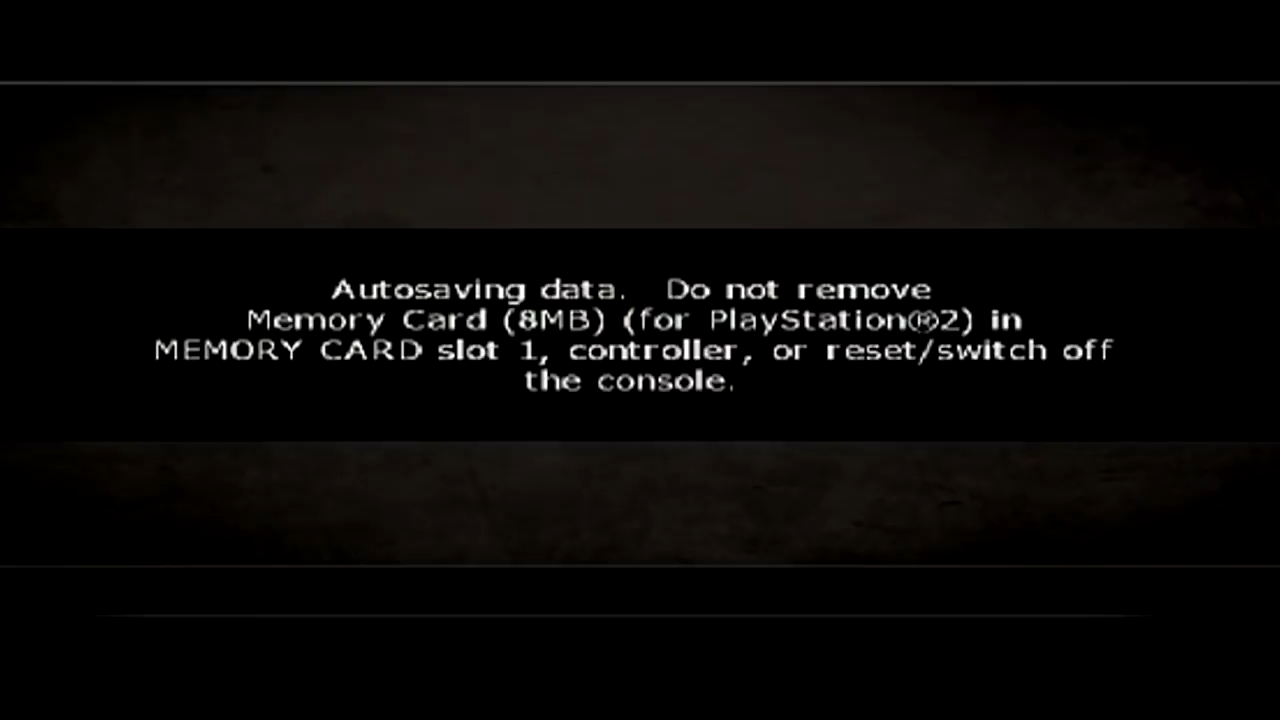 Autosaving data. Do not remove
Memory Card (8MB) (for PlayStation®2) in
MEMORY CARD slot 1, controller, or reset/switch off
the console.